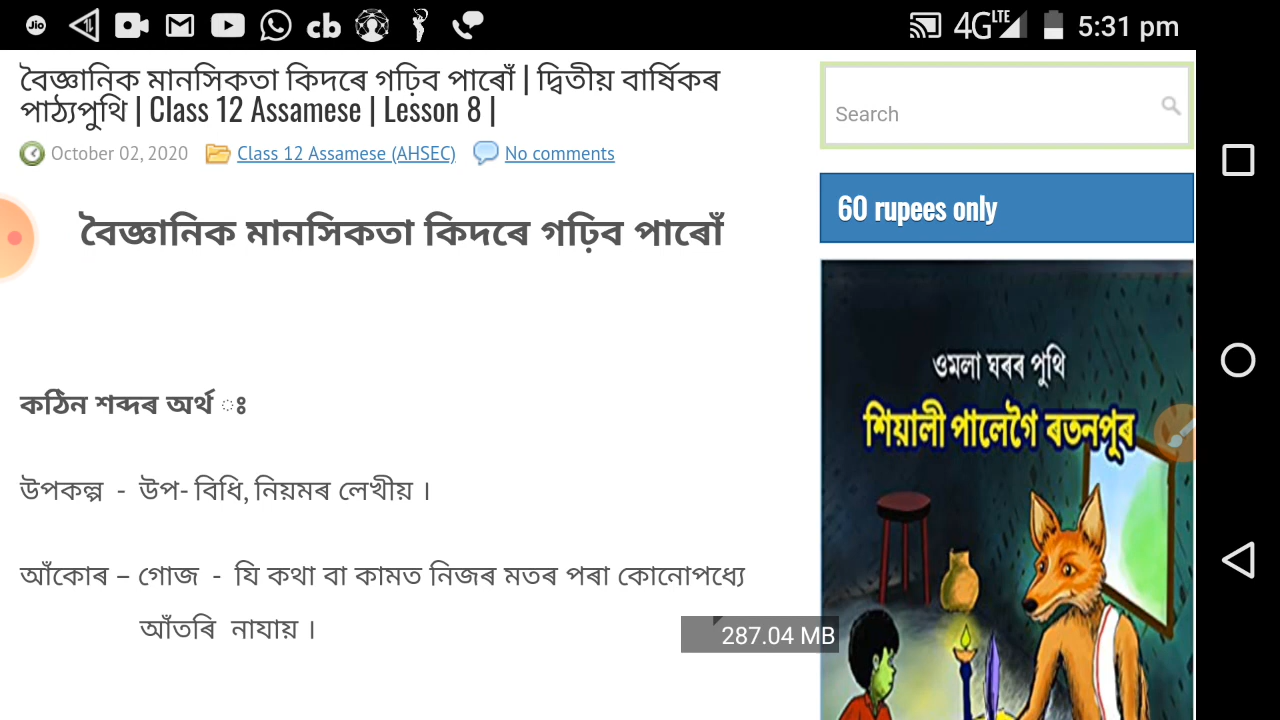 Jio
cb
4G LTE
5:31 pm
বৈজ্ঞানিক মানসিকতা কিদৰে গঢ়িব পাৰোঁ | দ্বিতীয় বাৰ্ষিকৰ
পাঠ্যপুথি | Class 12 Assamese | Lesson 8 |
October 02, 2020 Class 12 Assamese (AHSEC) No comments
বৈজ্ঞানিক মানসিকতা কিদৰে গঢ়িব পাৰোঁ
কঠিন শব্দৰ অৰ্থ ঃ
উপকল্প - উপ- বিধি, নিয়মৰ লেখীয় ।
আঁকোৰ – গোজ - যি কথা বা কামত নিজৰ মতৰ পৰা কোনোপধ্যে
আঁতৰি নাযায় ।
287.04 MB
Search
60 rupees only
ওমলা ঘৰৰ পুথি
শিয়ালী পালেগৈ ৰতনপুৰ